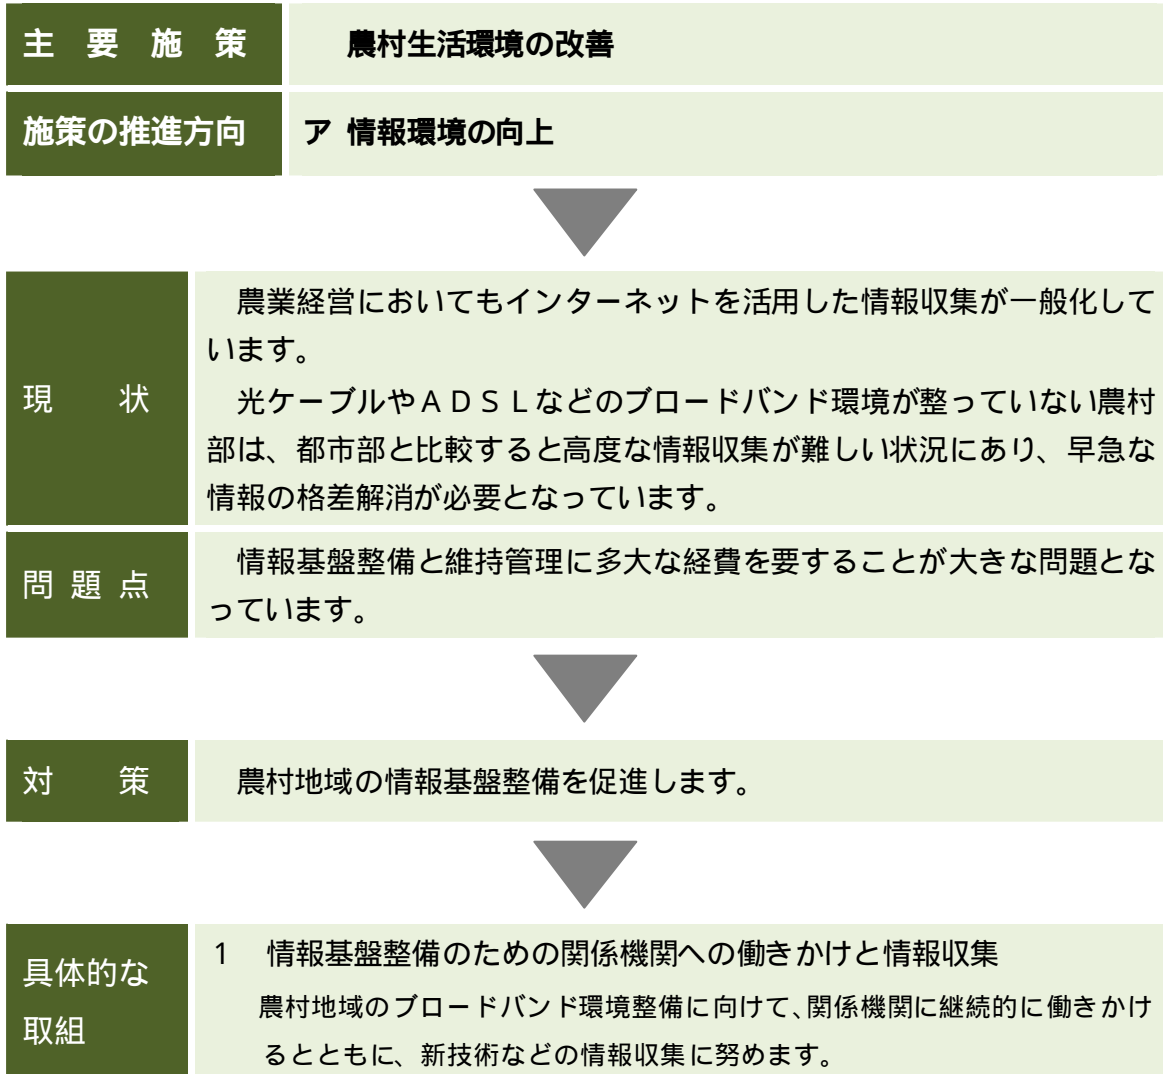 主要施策 農村生活環境の改善
施策の推進方向 ア 情報環境の向上
現状
農業経営においてもインターネットを活用した情報収集が一般化して
います。
光ケーブルやＡＤＳＬなどのブロードバンド環境が整っていない農村
部は、都市部と比較すると高度な情報収集が難しい状況にあり、早急な
情報の格差解消が必要となっています。
問題点
情報基盤整備と維持管理に多大な経費を要することが大きな問題とな
っています。
対策 農村地域の情報基盤整備を促進します。
具体的な
取組
1 情報基盤整備のための関係機関への働きかけと情報収集
農村地域のブロードバンド環境整備に向けて、関係機関に継続的に働きかけ
るとともに、新技術などの情報収集に努めます。